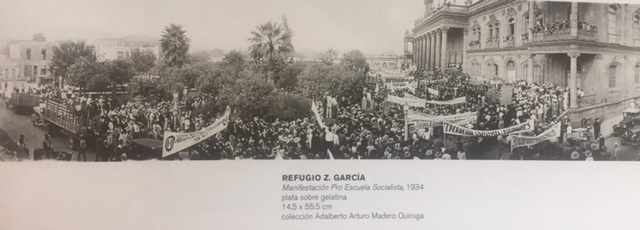 REFUGIO Z. GARCÍA
Manifestación Pro Escuela Socialista, 1934
plata sobre gelatina
14.5 x 55.5 cm
colección Adalberto Arturo Madero Quiroga